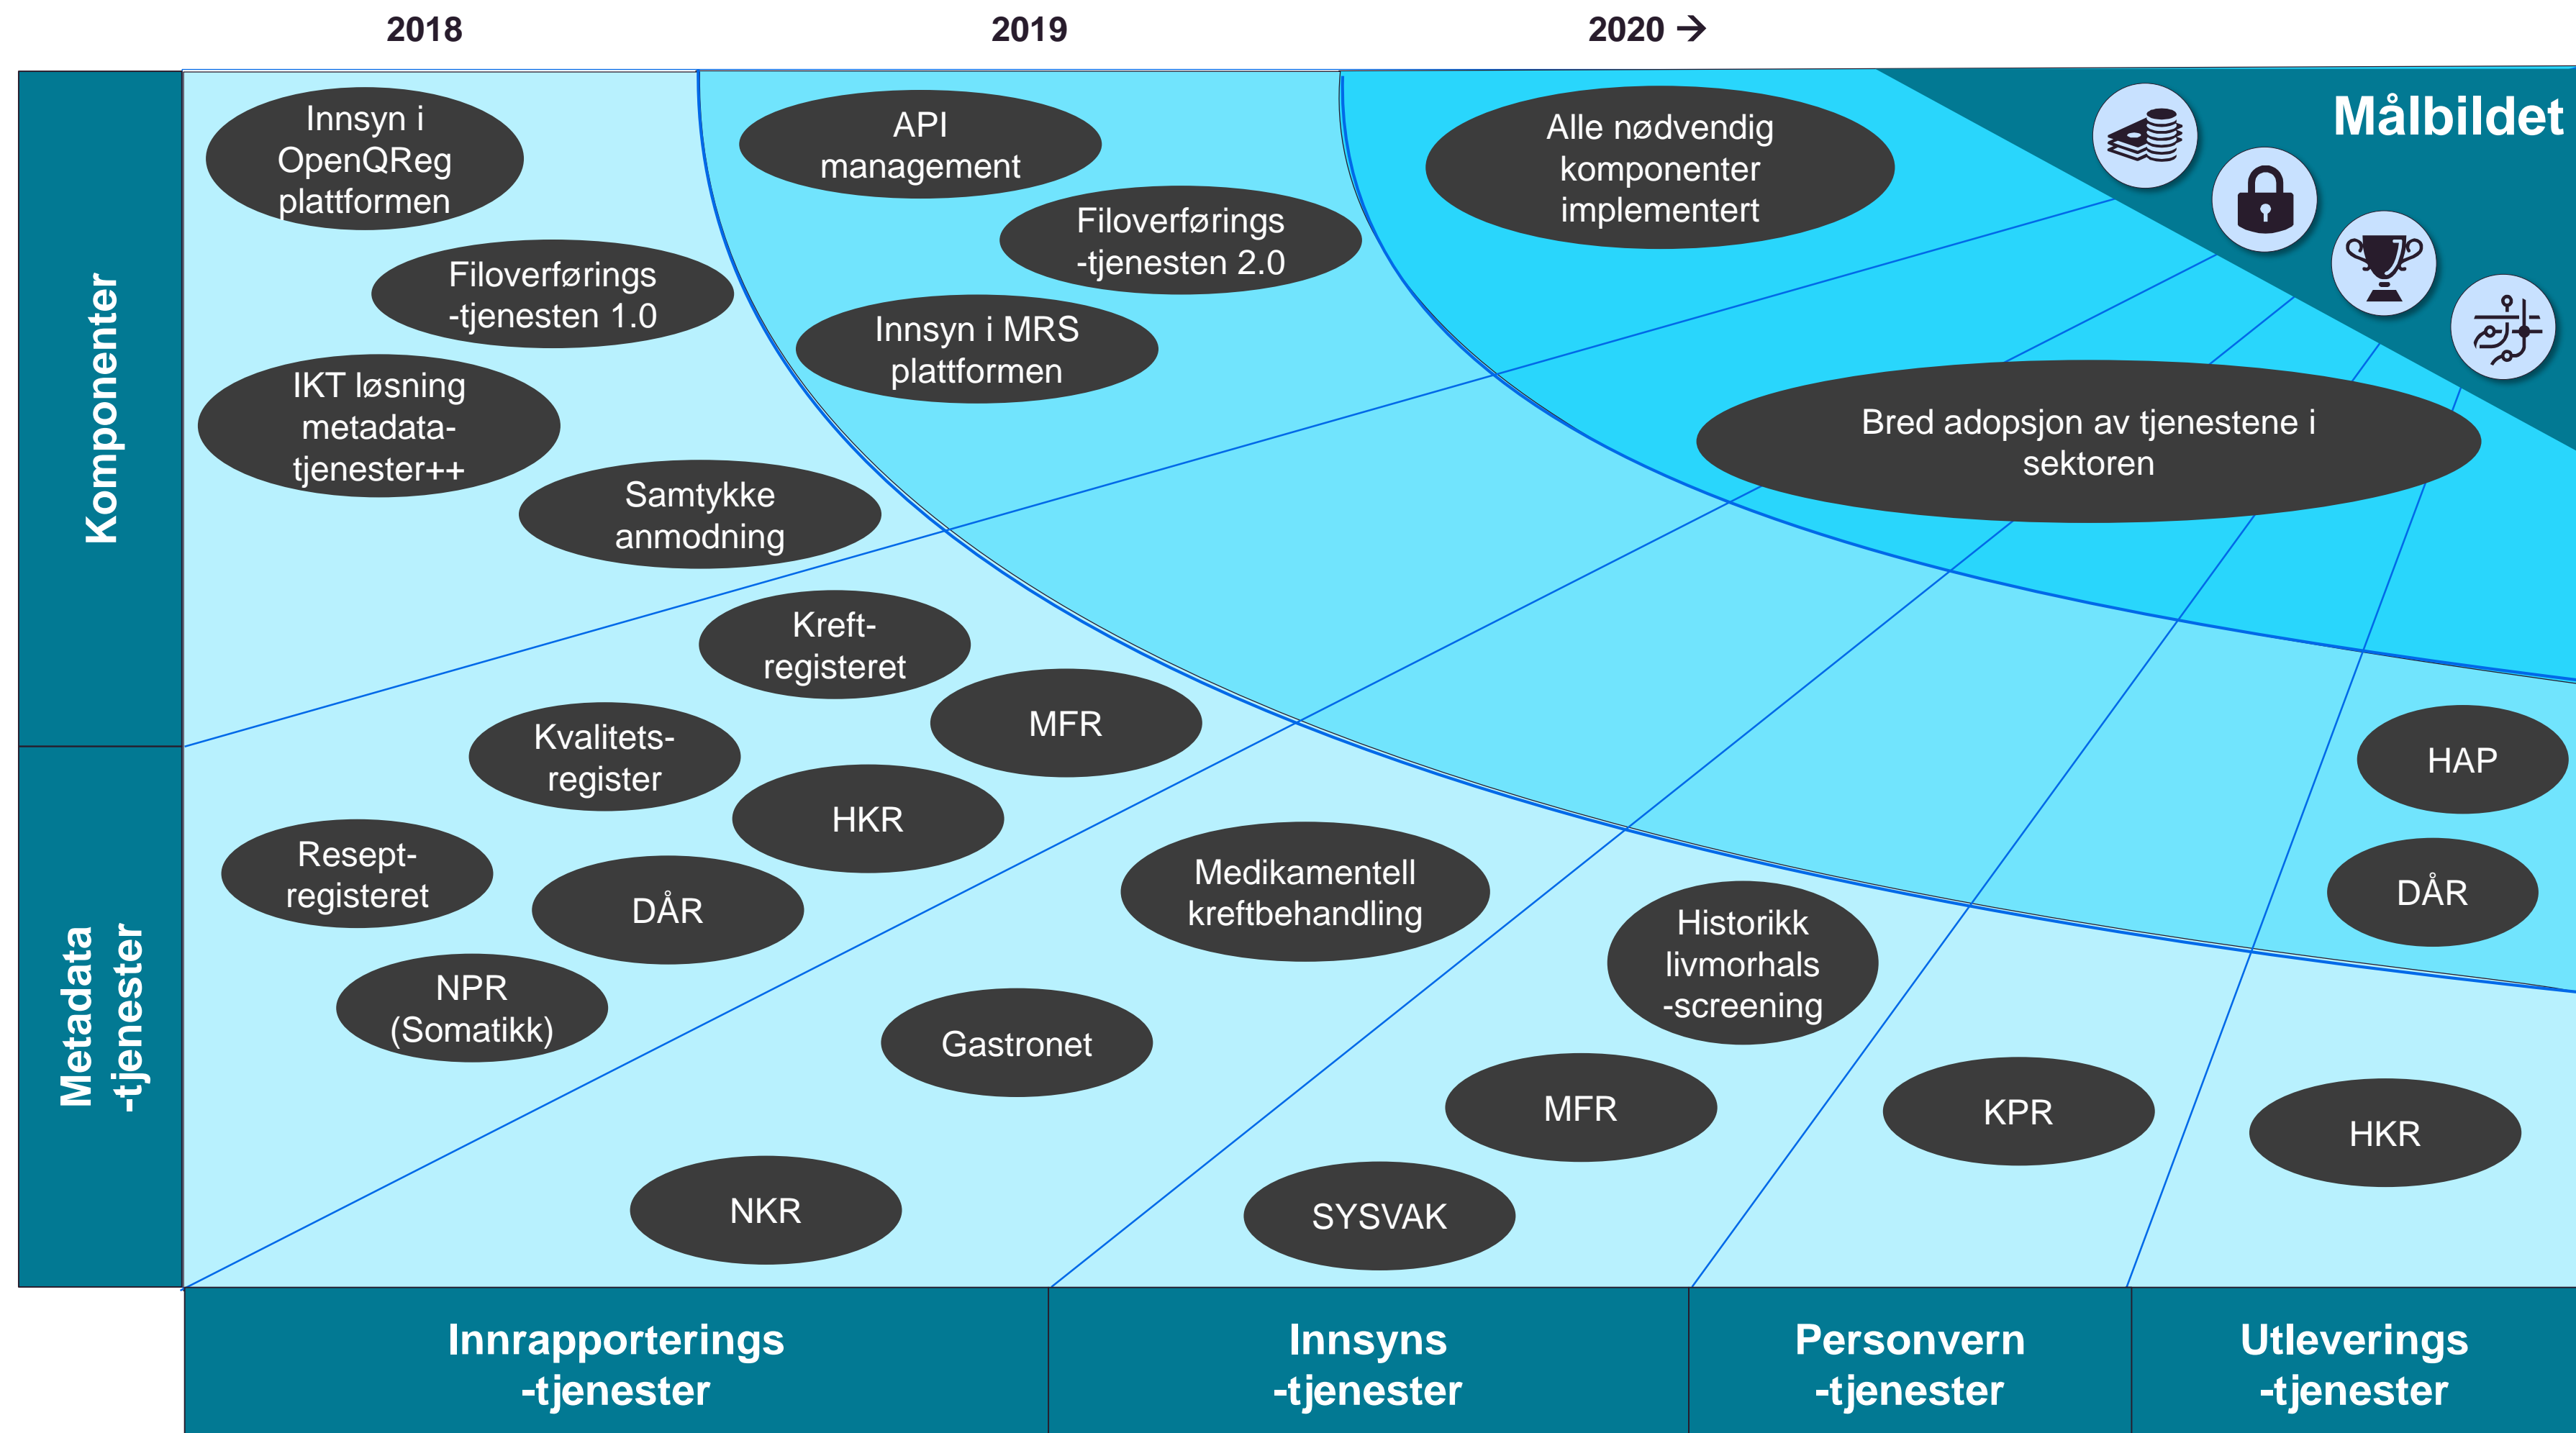 2018
2019
2020 →
Målbildet
Komponenter
Innsyn i
OpenQReg
plattformen
Filoverførings
-tjenesten 1.0
IKT løsning
metadata-
tjenester++
Samtykke
anmodning
API
management
Filoverførings
-tjenesten 2.0
Innsyn i MRS
plattformen
Alle nødvendig
komponenter
implementert
Bred adopsjon av tjenestene i
sektoren
Metadata
-tjenester
Kreft-
registeret
MFR
Kvalitets-
register
HKR
Resept-
registeret
DÅR
NPR
(Somatikk)
Medikamentell
kreftbehandling
Gastronet
NKR
Historikk
livmorhals
-screening
MFR
SYSVAK
KPR
HAP
DÅR
HKR
Innrapporterings
-tjenester
Innsyns
-tjenester
Personvern
-tjenester
Utleverings
-tjenester